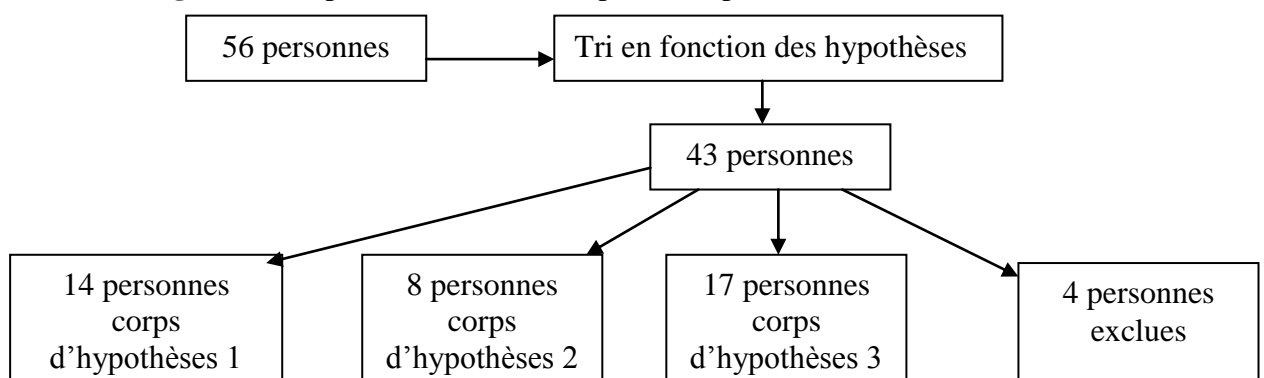 56 personnes
Tri en fonction des hypothèses
43 personnes
14 personnes
corps
d’hypothèses 1
8 personnes
corps
d’hypothèses 2
17 personnes
corps
d’hypothèses 3
4 personnes
exclues